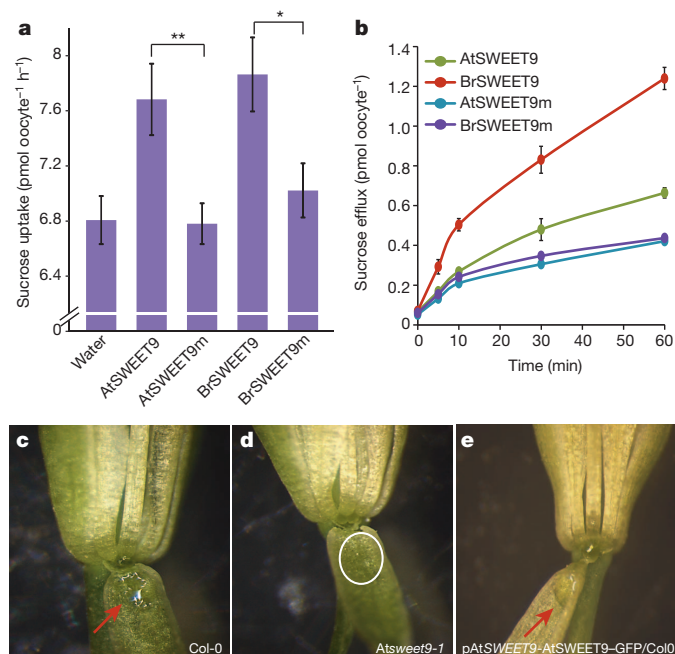 a
Sucrose uptake (pmol oocyte⁻¹ h⁻¹)
8
7.6
7.2
6.8
6.4
0
**
*
Water
AtSWEET9
AtSWEET9m
BrSWEET9
BrSWEET9m
b
Sucrose efflux (pmol oocyte⁻¹)
1.4
1.2
1.0
0.8
0.6
0.4
0.2
0
AtSWEET9
BrSWEET9
AtSWEET9m
BrSWEET9m
0 10 20 30 40 50 60
Time (min)
c
Col-0
d
Atsweet9-1
e
pAtSWEET9-AtSWEET9–GFP/Col0